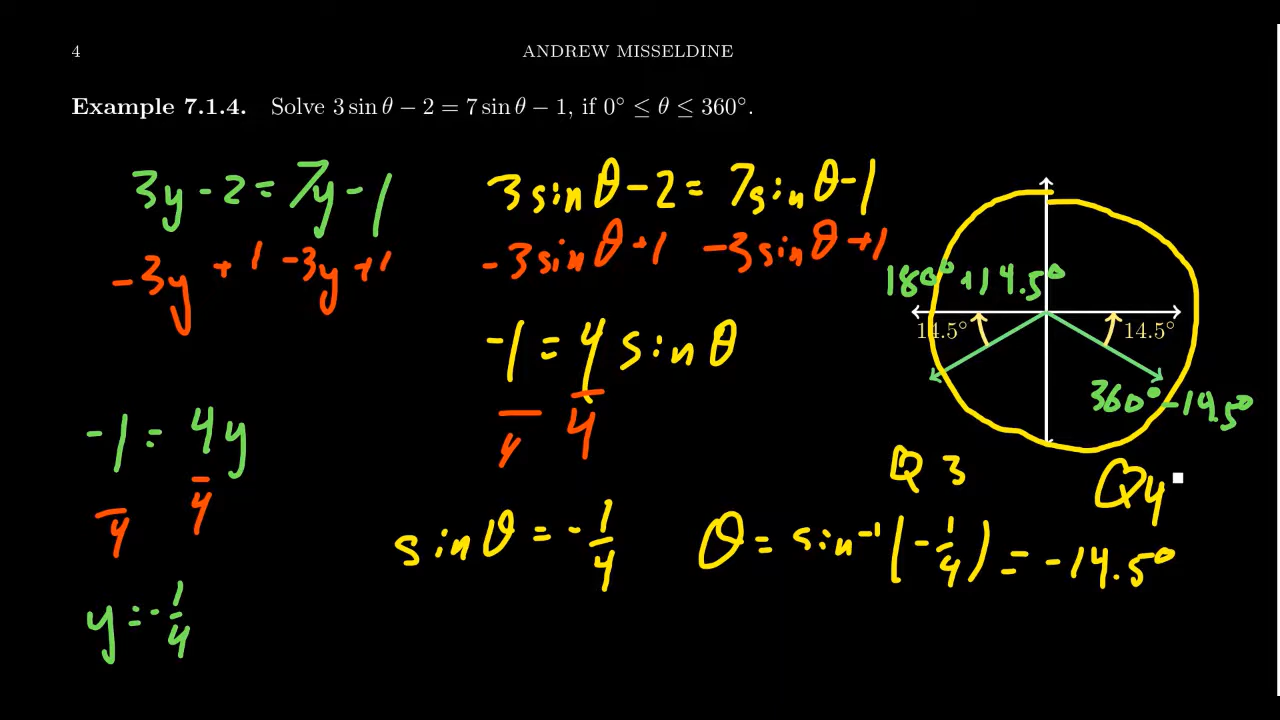 4 ANDREW MISSELDINE
Example 7.1.4. Solve 3 sin θ − 2 = 7 sin θ − 1, if 0° ≤ θ ≤ 360°.
3y - 2 = 7y - 1
-3y + 1 -3y + 1
-1 = 4y
4 4
y = -1/4
3 sin θ - 2 = 7 sin θ - 1
-3 sin θ + 1 -3 sin θ + 1
-1 = 4 sin θ
4 4
sin θ = -1/4
θ = sin⁻¹(-1/4) = -14.5°
180° + 14.5°
14.5° 14.5°
360° - 14.5°
Q3
Q4